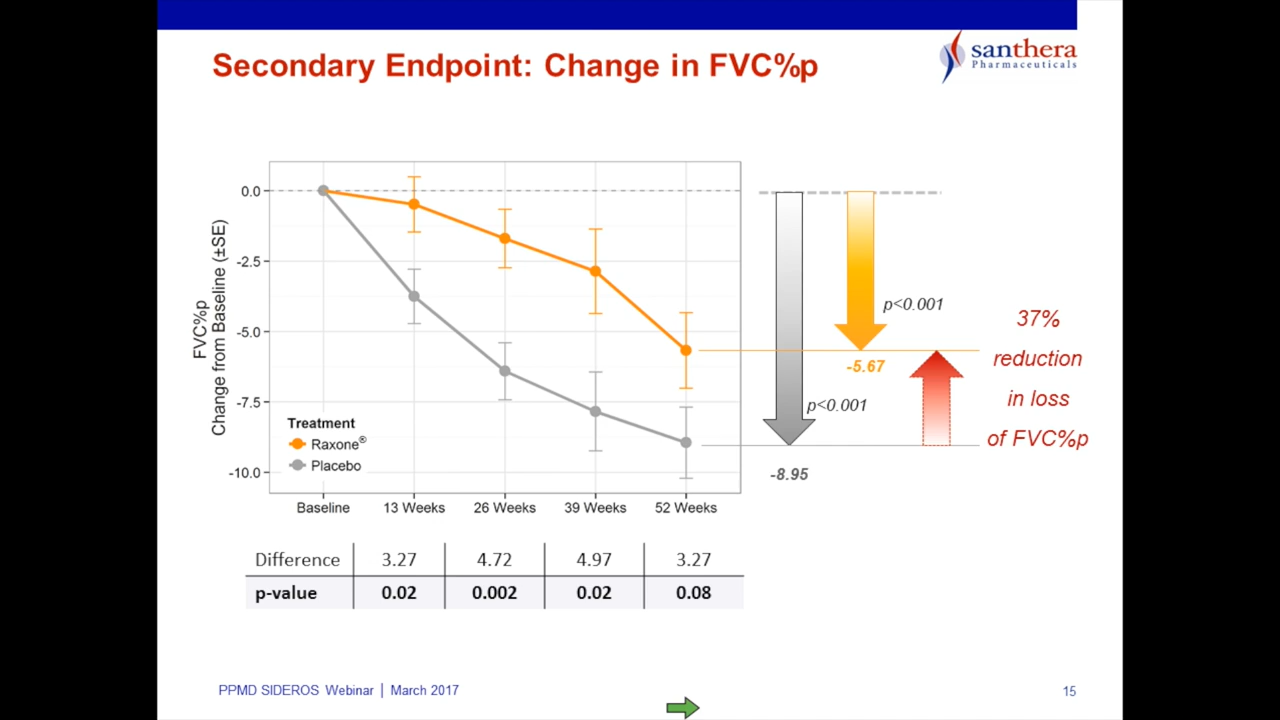 Secondary Endpoint: Change in FVC%p
santhera
Pharmaceuticals
FVC%p
Change from Baseline (±SE)
0.0
-2.5
-5.0
-7.5
-10.0
Treatment
Raxone®
Placebo
Baseline 13 Weeks 26 Weeks 39 Weeks 52 Weeks
p<0.001
-5.67
p<0.001
-8.95
37%
reduction
in loss
of FVC%p
Difference 3.27 4.72 4.97 3.27
p-value 0.02 0.002 0.02 0.08
PPMD SIDEROS Webinar | March 2017
15